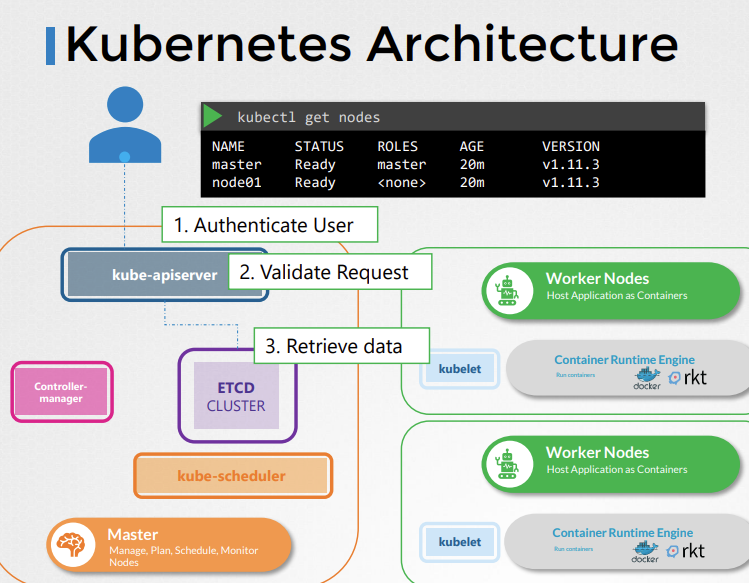 Kubernetes Architecture
kubectl get nodes
NAME STATUS ROLES AGE VERSION
master Ready master 20m v1.11.3
node01 Ready <none> 20m v1.11.3
1. Authenticate User
kube-apiserver
2. Validate Request
3. Retrieve data
ETCD
CLUSTER
Controller-
manager
kube-scheduler
Master
Manage, Plan, Schedule, Monitor
Nodes
Worker Nodes
Host Application as Containers
kubelet
Container Runtime Engine
Run containers
docker
rkt
Worker Nodes
Host Application as Containers
kubelet
Container Runtime Engine
Run containers
docker
rkt